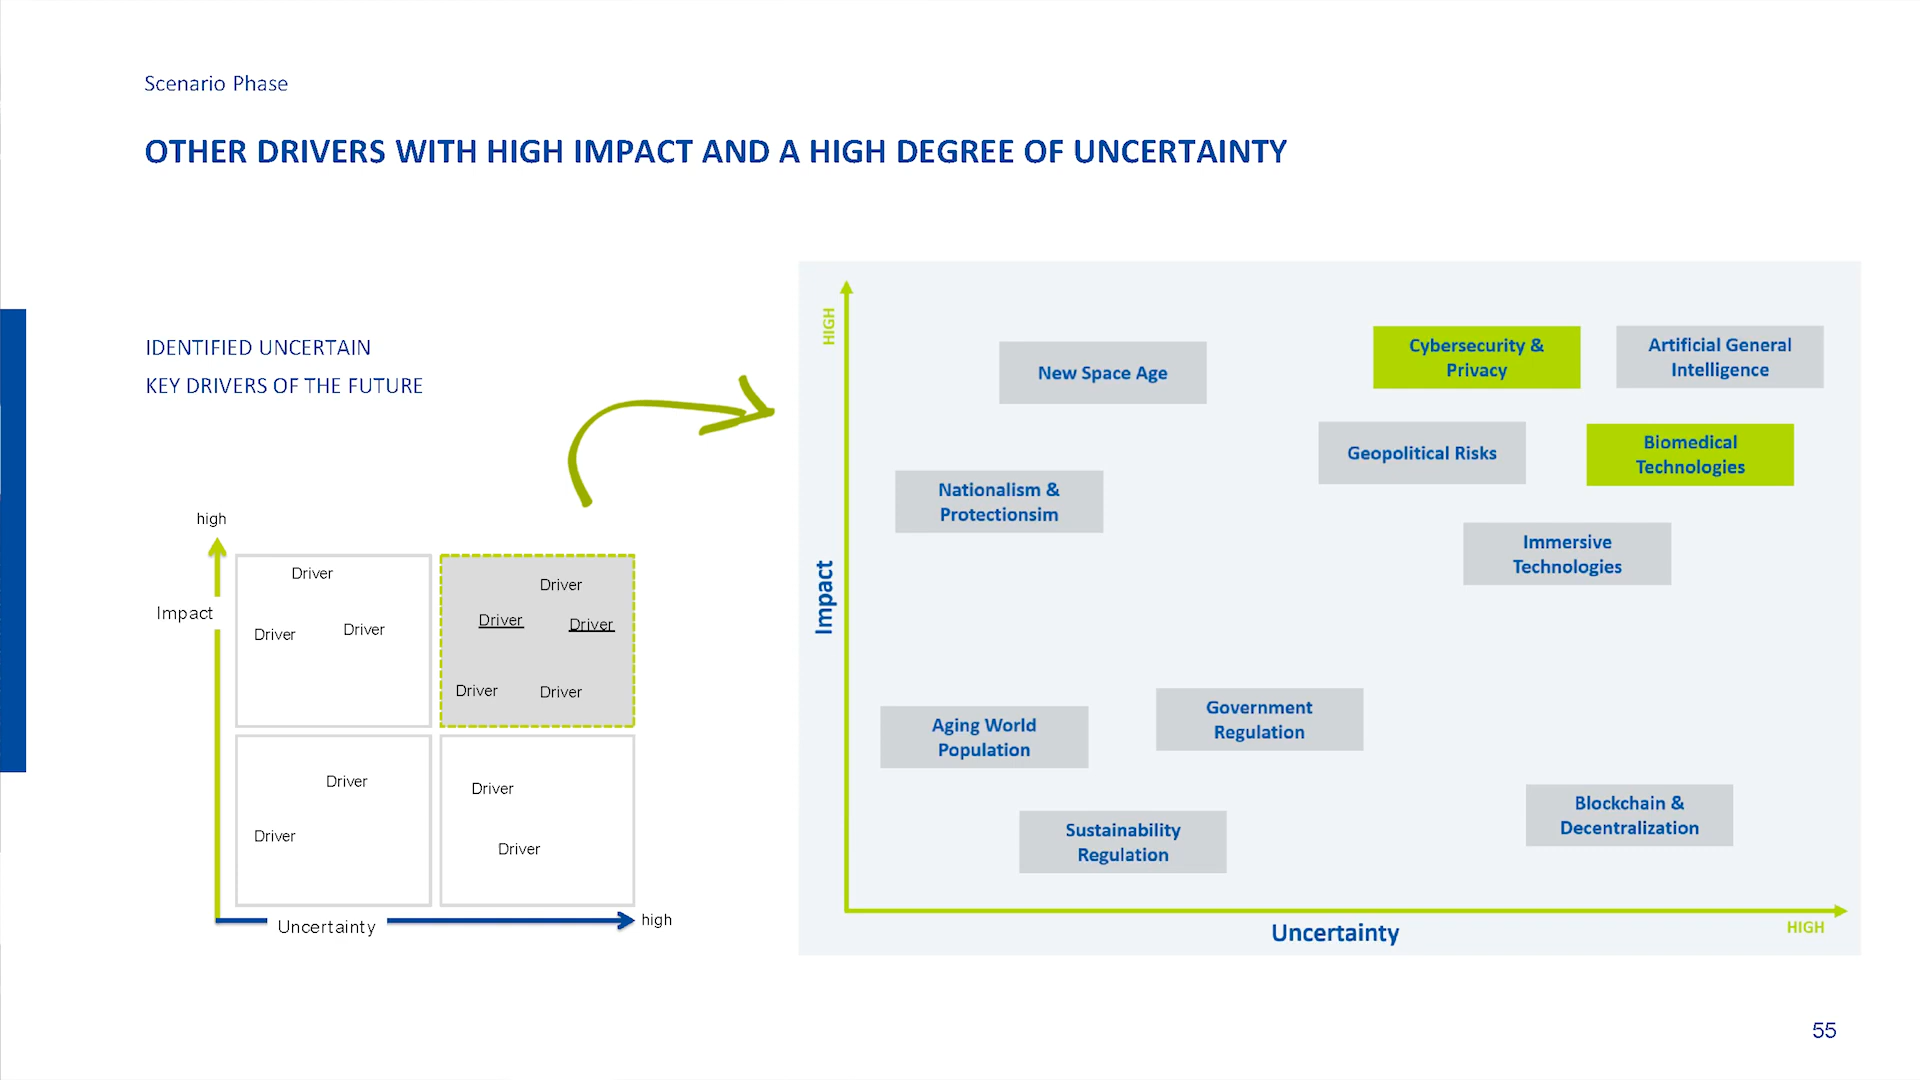 Scenario Phase
OTHER DRIVERS WITH HIGH IMPACT AND A HIGH DEGREE OF UNCERTAINTY
IDENTIFIED UNCERTAIN
KEY DRIVERS OF THE FUTURE
high
Impact
Driver
Driver
Driver
Driver
Driver
Driver
Driver
Driver
Driver
Driver
Driver
Driver
Uncertainty
high
HIGH
Impact
New Space Age
Cybersecurity &
Privacy
Artificial General
Intelligence
Geopolitical Risks
Biomedical
Technologies
Nationalism &
Protectionsim
Immersive
Technologies
Aging World
Population
Government
Regulation
Sustainability
Regulation
Blockchain &
Decentralization
Uncertainty
HIGH
55